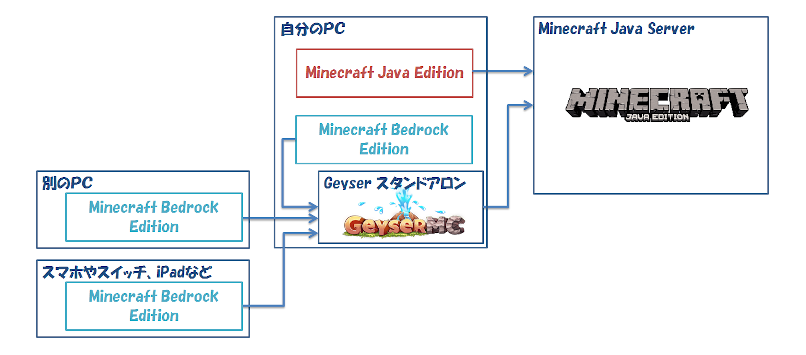 自分のPC
Minecraft Java Edition
Minecraft Bedrock
Edition
Geyser スタンドアロン
GEYSERMC
別のPC
Minecraft Bedrock
Edition
スマホやスイッチ、iPadなど
Minecraft Bedrock
Edition
Minecraft Java Server
MINECRAFT
JAVA EDITION